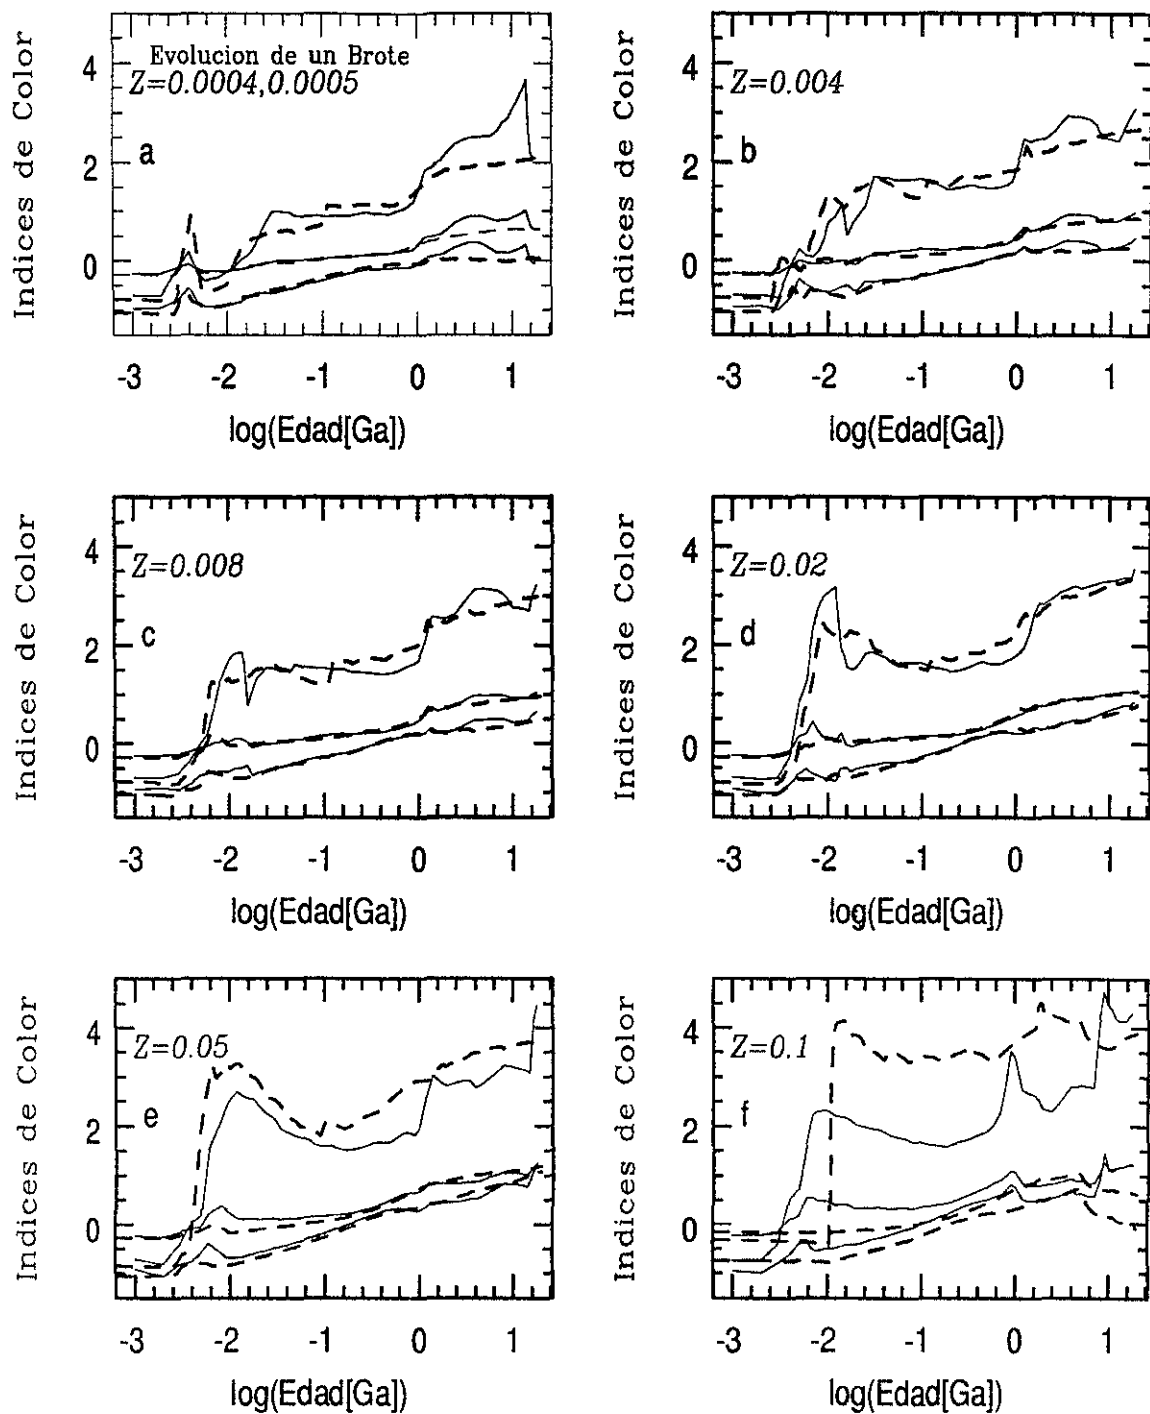 Indices de Color
Evolucion de un Brote
Z=0.0004,0.0005
a
4
2
0
-3 -2 -1 0 1
log(Edad[Ga])
Indices de Color
Z=0.004
b
4
2
0
-3 -2 -1 0 1
log(Edad[Ga])
Indices de Color
Z=0.008
c
4
2
0
-3 -2 -1 0 1
log(Edad[Ga])
Indices de Color
Z=0.02
d
4
2
0
-3 -2 -1 0 1
log(Edad[Ga])
Indices de Color
Z=0.05
e
4
2
0
-3 -2 -1 0 1
log(Edad[Ga])
Indices de Color
Z=0.1
f
4
2
0
-3 -2 -1 0 1
log(Edad[Ga])